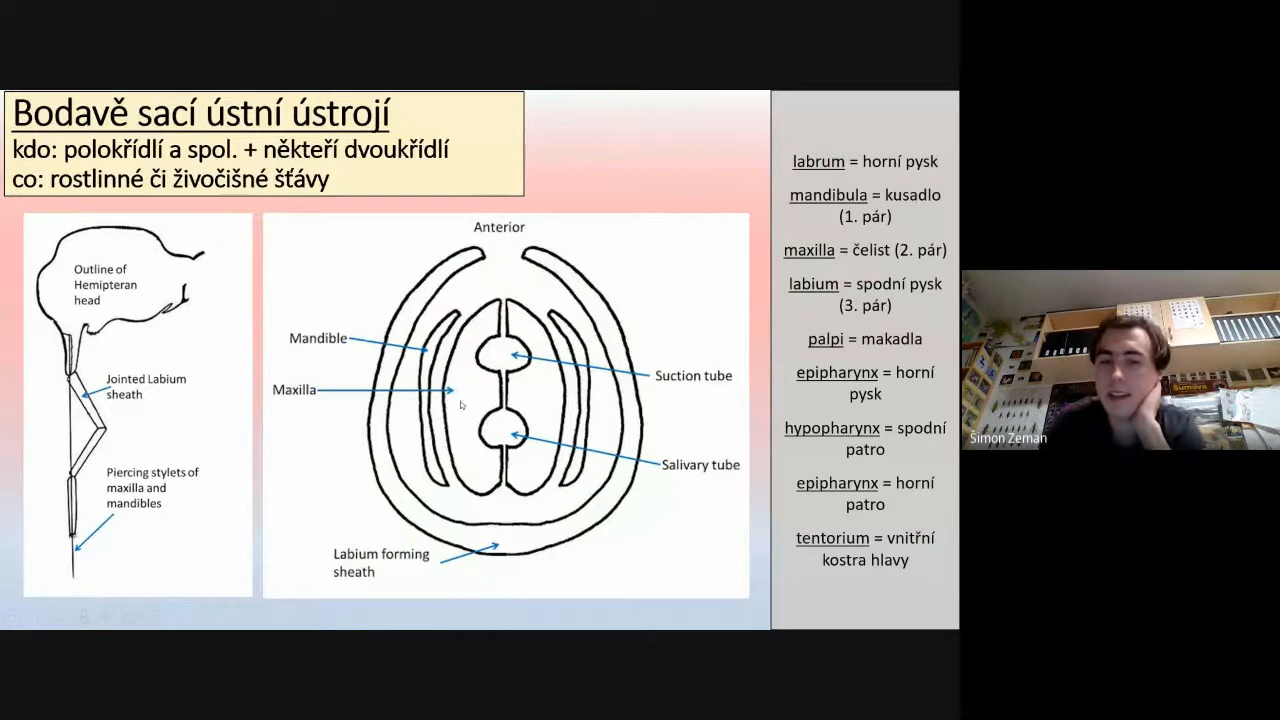 Bodavě sací ústní ústrojí
kdo: polokřídlí a spol. + někteří dvoukřídlí
co: rostlinné či živočišné šťávy
Outline of
Hemipteran
head
Jointed Labium
sheath
Piercing stylets of
maxilla and
mandibles
Anterior
Mandible
Maxilla
Suction tube
Salivary tube
Labium forming
sheath
labrum = horní pysk
mandibula = kusadlo
(1. pár)
maxilla = čelist (2. pár)
labium = spodní pysk
(3. pár)
palpi = makadla
epipharynx = horní
pysk
hypopharynx = spodní
patro
epipharynx = horní
patro
tentorium = vnitřní
kostra hlavy
Šumava
Šimon Zeman